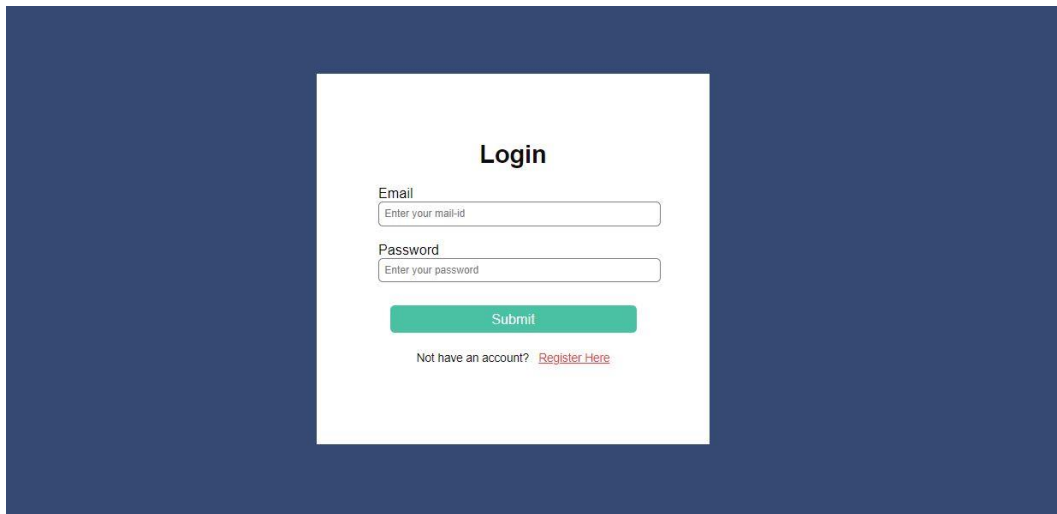 Login
Email
Enter your mail-id
Password
Enter your password
Submit
Not have an account? Register Here